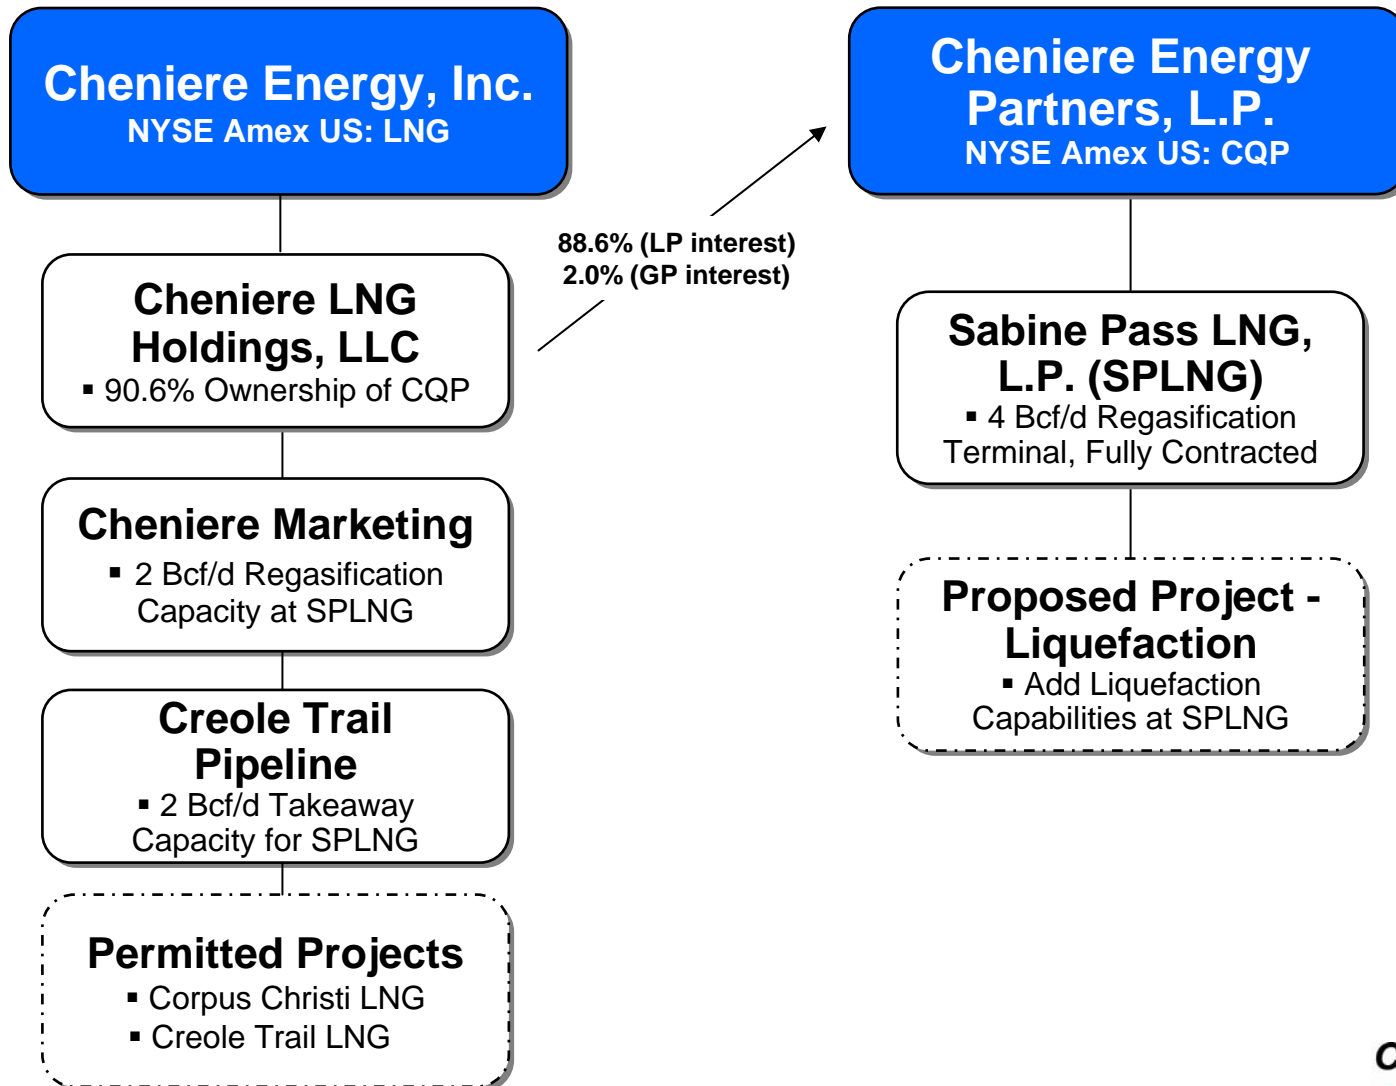 Cheniere Energy, Inc.
NYSE Amex US: LNG
Cheniere LNG
Holdings, LLC
▪ 90.6% Ownership of CQP
Cheniere Marketing
▪ 2 Bcf/d Regasification
Capacity at SPLNG
Creole Trail
Pipeline
▪ 2 Bcf/d Takeaway
Capacity for SPLNG
Permitted Projects
▪ Corpus Christi LNG
▪ Creole Trail LNG
88.6% (LP interest)
2.0% (GP interest)
Cheniere Energy
Partners, L.P.
NYSE Amex US: CQP
Sabine Pass LNG,
L.P. (SPLNG)
▪ 4 Bcf/d Regasification
Terminal, Fully Contracted
Proposed Project -
Liquefaction
▪ Add Liquefaction
Capabilities at SPLNG